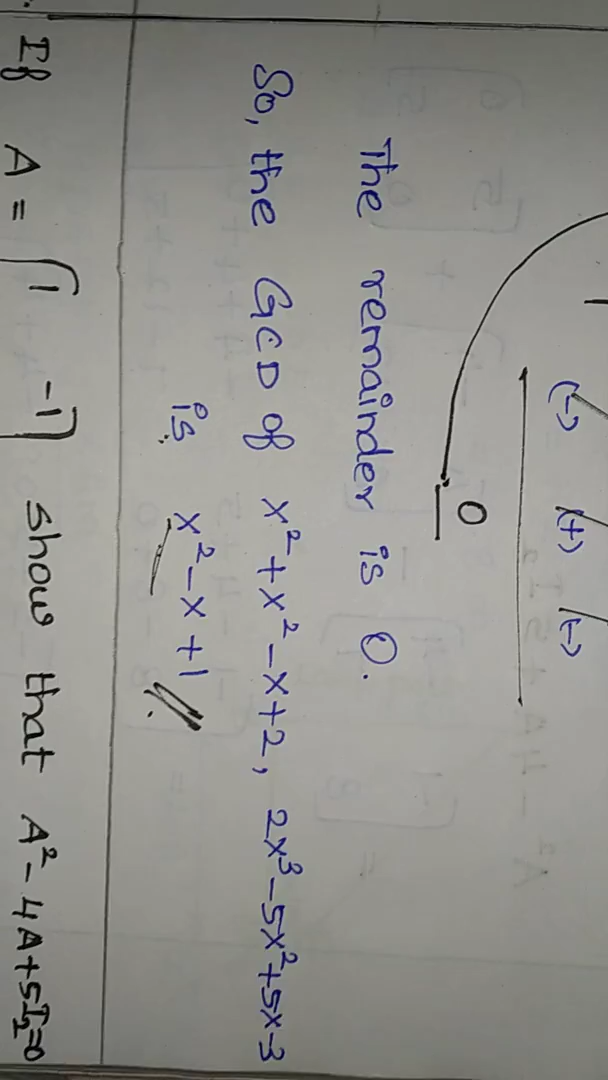 (-) (+) (-)
0
The remainder is 0.
So, the GCD of x²+x²-x+2, 2x³-5x²+5x-3
is x²-x+1 //.
If A = [1 -1] show that A²-4A+5I₂=0